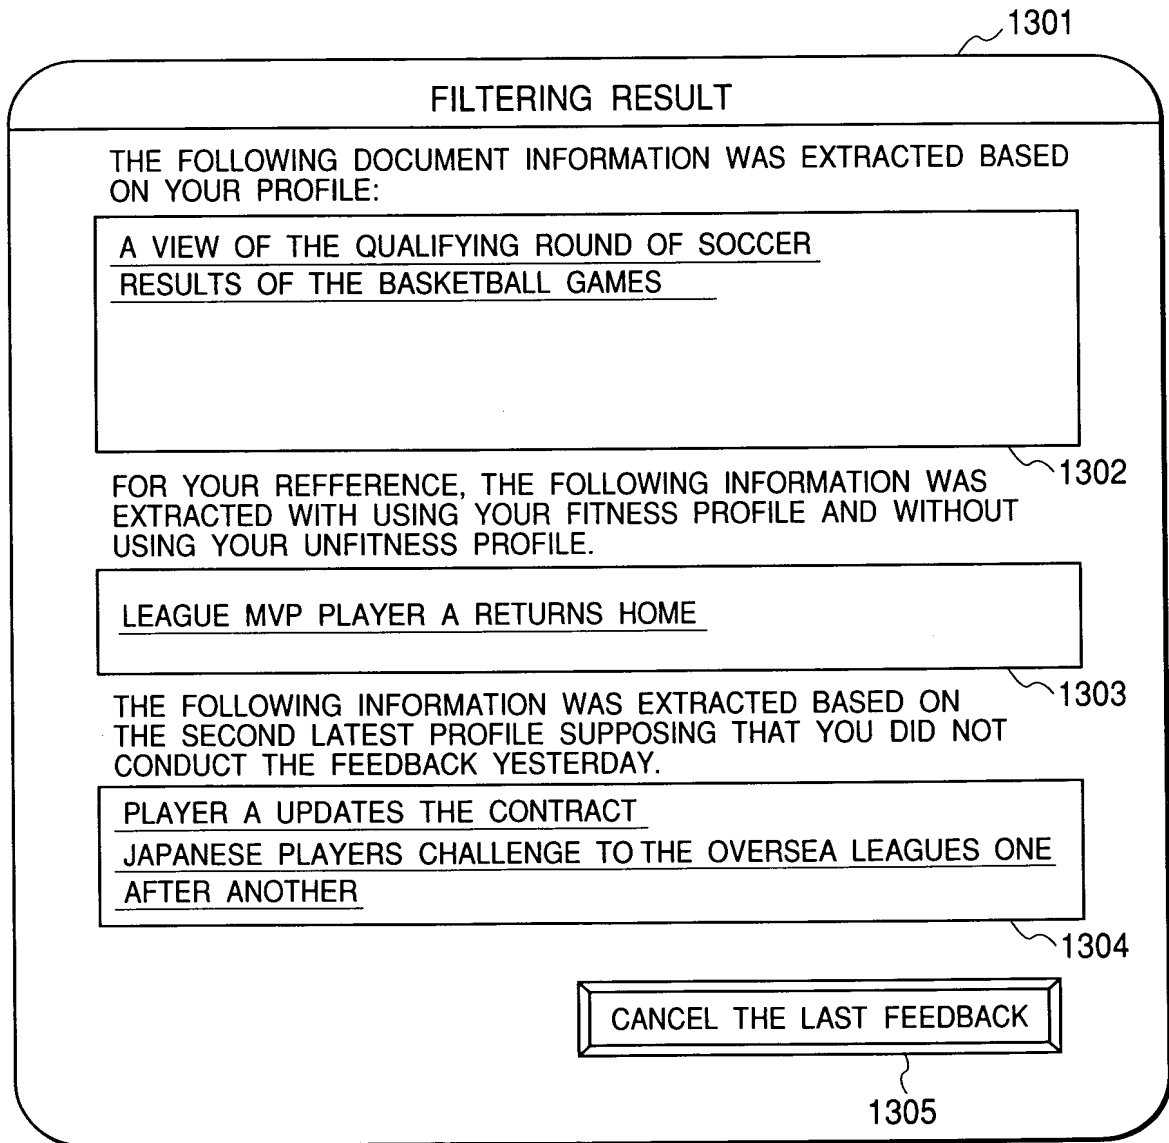 1301
FILTERING RESULT
THE FOLLOWING DOCUMENT INFORMATION WAS EXTRACTED BASED
ON YOUR PROFILE:
A VIEW OF THE QUALIFYING ROUND OF SOCCER
RESULTS OF THE BASKETBALL GAMES
1302
FOR YOUR REFFERENCE, THE FOLLOWING INFORMATION WAS
EXTRACTED WITH USING YOUR FITNESS PROFILE AND WITHOUT
USING YOUR UNFITNESS PROFILE.
LEAGUE MVP PLAYER A RETURNS HOME
1303
THE FOLLOWING INFORMATION WAS EXTRACTED BASED ON
THE SECOND LATEST PROFILE SUPPOSING THAT YOU DID NOT
CONDUCT THE FEEDBACK YESTERDAY.
PLAYER A UPDATES THE CONTRACT
JAPANESE PLAYERS CHALLENGE TO THE OVERSEA LEAGUES ONE
AFTER ANOTHER
1304
CANCEL THE LAST FEEDBACK
1305